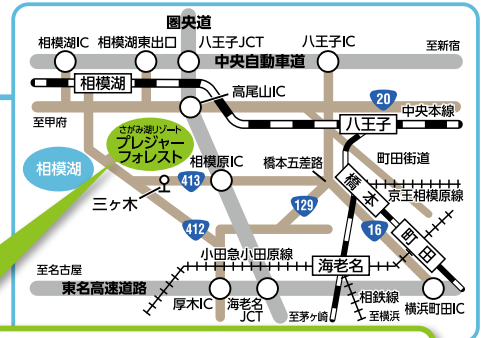 圏央道
相模湖IC
相模湖東出口
八王子JCT
八王子IC
中央自動車道
至新宿
相模湖
高尾山IC
20
中央本線
至甲府
八王子
さがみ湖リゾート
プレジャー
フォレスト
町田街道
相模湖
相模原IC
橋本五差路
413
橋本
京王相模原線
三ヶ木
129
412
16
町田
小田急小田原線
至名古屋
海老名
東名高速道路
相鉄線
厚木IC
海老名
JCT
至茅ヶ崎
至横浜
横浜町田IC